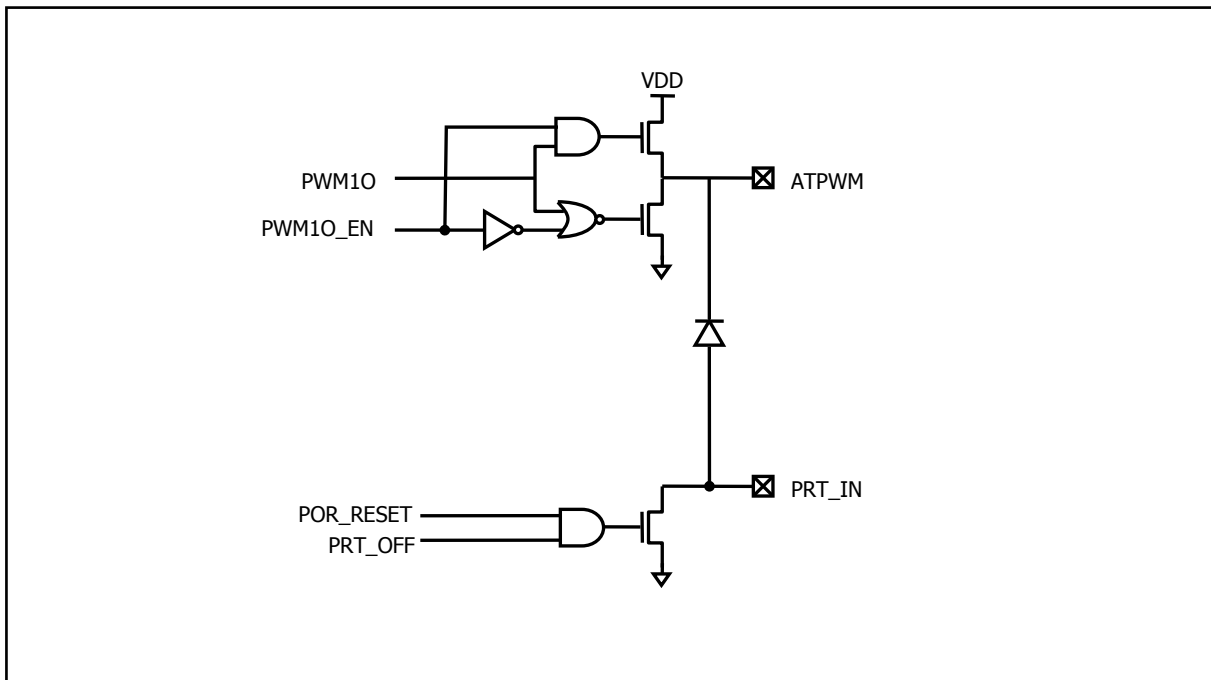 VDD
PWM1O
ATPWM
PWM1O_EN
PRT_IN
POR_RESET
PRT_OFF